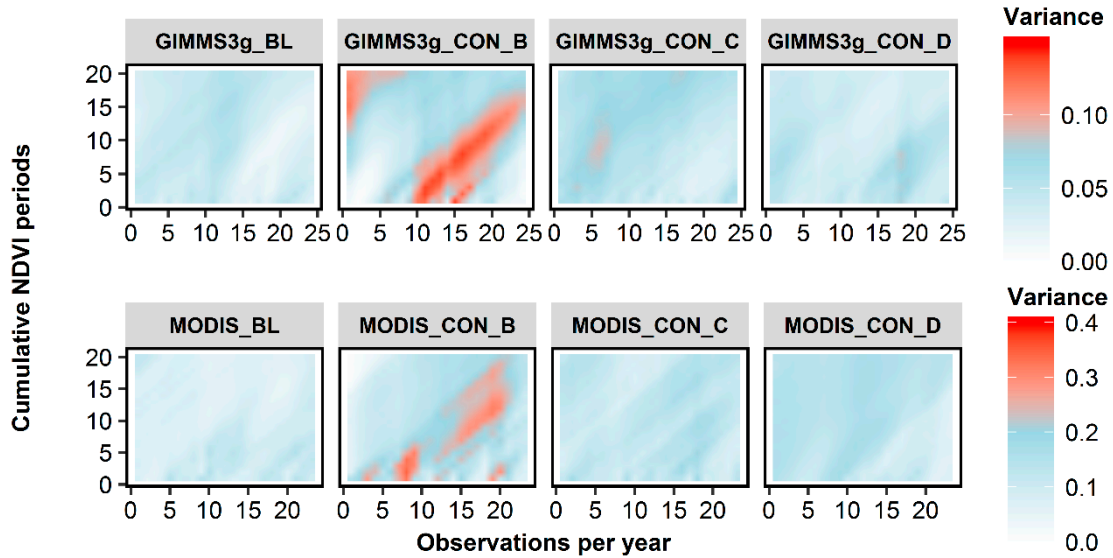 Variance
GIMMS3g_BL GIMMS3g_CON_B GIMMS3g_CON_C GIMMS3g_CON_D
20
15
10
5
0
0 5 10 15 20 25 0 5 10 15 20 25 0 5 10 15 20 25 0 5 10 15 20 25
0.10
0.05
0.00
Cumulative NDVI periods
Variance
MODIS_BL MODIS_CON_B MODIS_CON_C MODIS_CON_D
20
15
10
5
0
0 5 10 15 20 0 5 10 15 20 0 5 10 15 20 0 5 10 15 20
0.4
0.3
0.2
0.1
0.0
Observations per year